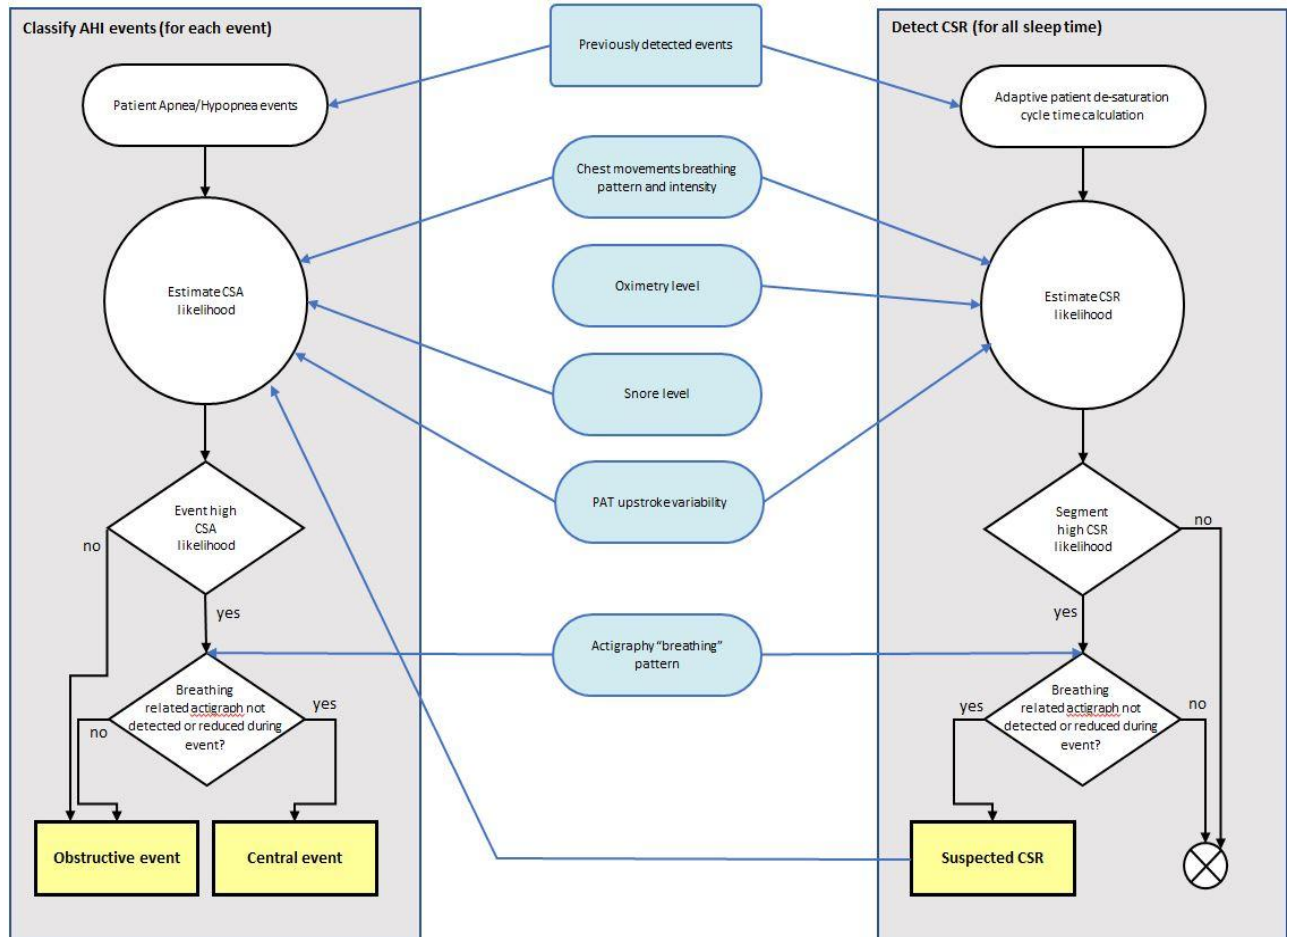 Classify AHI events (for each event)
Patient Apnea/Hypopnea events
Estimate CSA
likelihood
Event high
CSA
likelihood
no
yes
Breathing
related actigraph not
detected or reduced during
event?
no
yes
Obstructive event
Central event
Previously detected events
Chest movements breathing
pattern and intensity
Oximetry level
Snore level
PAT upstroke variability
Actigraphy “breathing”
pattern
Detect CSR (for all sleep time)
Adaptive patient de-saturation
cycle time calculation
Estimate CSR
likelihood
Segment
high CSR
likelihood
no
yes
Breathing
related actigraph not
detected or reduced during
event?
yes
no
Suspected CSR